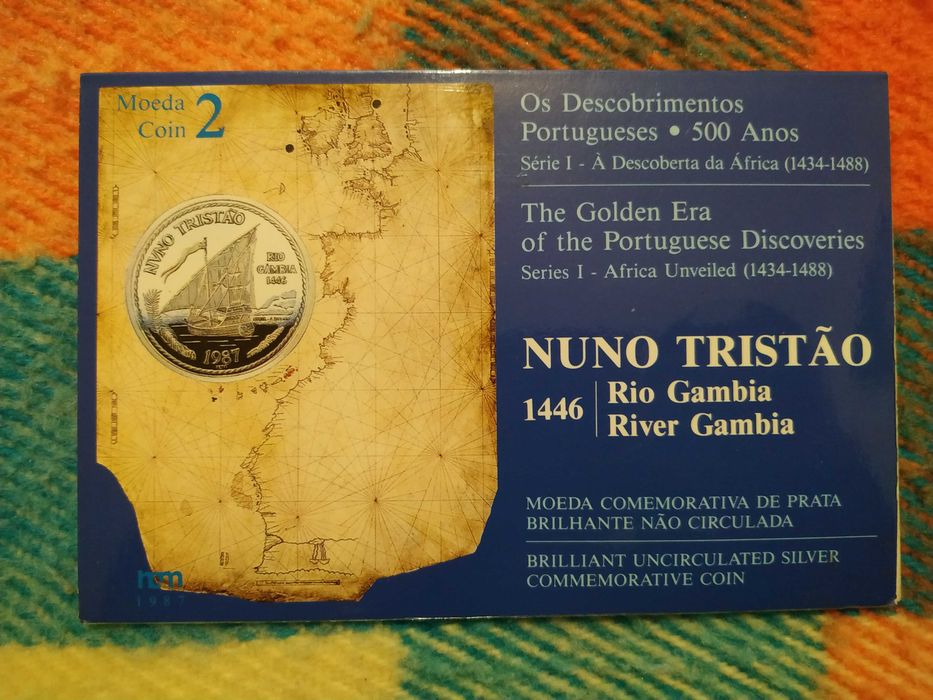 Moeda
Coin 2
NUNO TRISTÃO
RIO
GÂMBIA
1446
1987
Os Descobrimentos
Portugueses • 500 Anos
Série I - À Descoberta da África (1434-1488)
The Golden Era
of the Portuguese Discoveries
Series I - Africa Unveiled (1434-1488)
NUNO TRISTÃO
1446
Rio Gambia
River Gambia
MOEDA COMEMORATIVA DE PRATA
BRILHANTE NÃO CIRCULADA
BRILLIANT UNCIRCULATED SILVER
COMMEMORATIVE COIN
1987